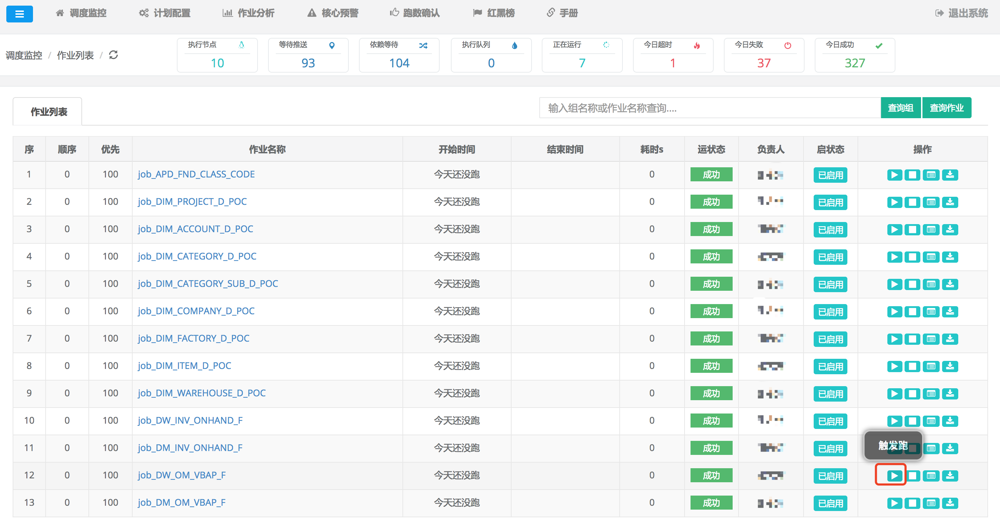 调度监控 计划配置 作业分析 核心预警 跑数确认 红黑榜 手册 退出系统
调度监控 / 作业列表 /
执行节点 等待推送 依赖等待 执行队列 正在运行 今日超时 今日失败 今日成功
10 93 104 0 7 1 37 327
作业列表 输入组名称或作业名称查询.... 查询组 查询作业
序 顺序 优先 作业名称 开始时间 结束时间 耗时s 运状态 负责人 启状态 操作
1 0 100 job_APD_FND_CLASS_CODE 今天还没跑 0 成功 已启用
2 0 100 job_DIM_PROJECT_D_POC 今天还没跑 0 成功 已启用
3 0 100 job_DIM_ACCOUNT_D_POC 今天还没跑 0 成功 已启用
4 0 100 job_DIM_CATEGORY_D_POC 今天还没跑 0 成功 已启用
5 0 100 job_DIM_CATEGORY_SUB_D_POC 今天还没跑 0 成功 已启用
6 0 100 job_DIM_COMPANY_D_POC 今天还没跑 0 成功 已启用
7 0 100 job_DIM_FACTORY_D_POC 今天还没跑 0 成功 已启用
8 0 100 job_DIM_ITEM_D_POC 今天还没跑 0 成功 已启用
9 0 100 job_DIM_WAREHOUSE_D_POC 今天还没跑 0 成功 已启用
10 0 100 job_DW_INV_ONHAND_F 今天还没跑 0 成功 已启用
11 0 100 job_DM_INV_ONHAND_F 今天还没跑 0 成功 已启用 触发跑
12 0 100 job_DW_OM_VBAP_F 今天还没跑 0 成功 已启用
13 0 100 job_DM_OM_VBAP_F 今天还没跑 0 成功 已启用